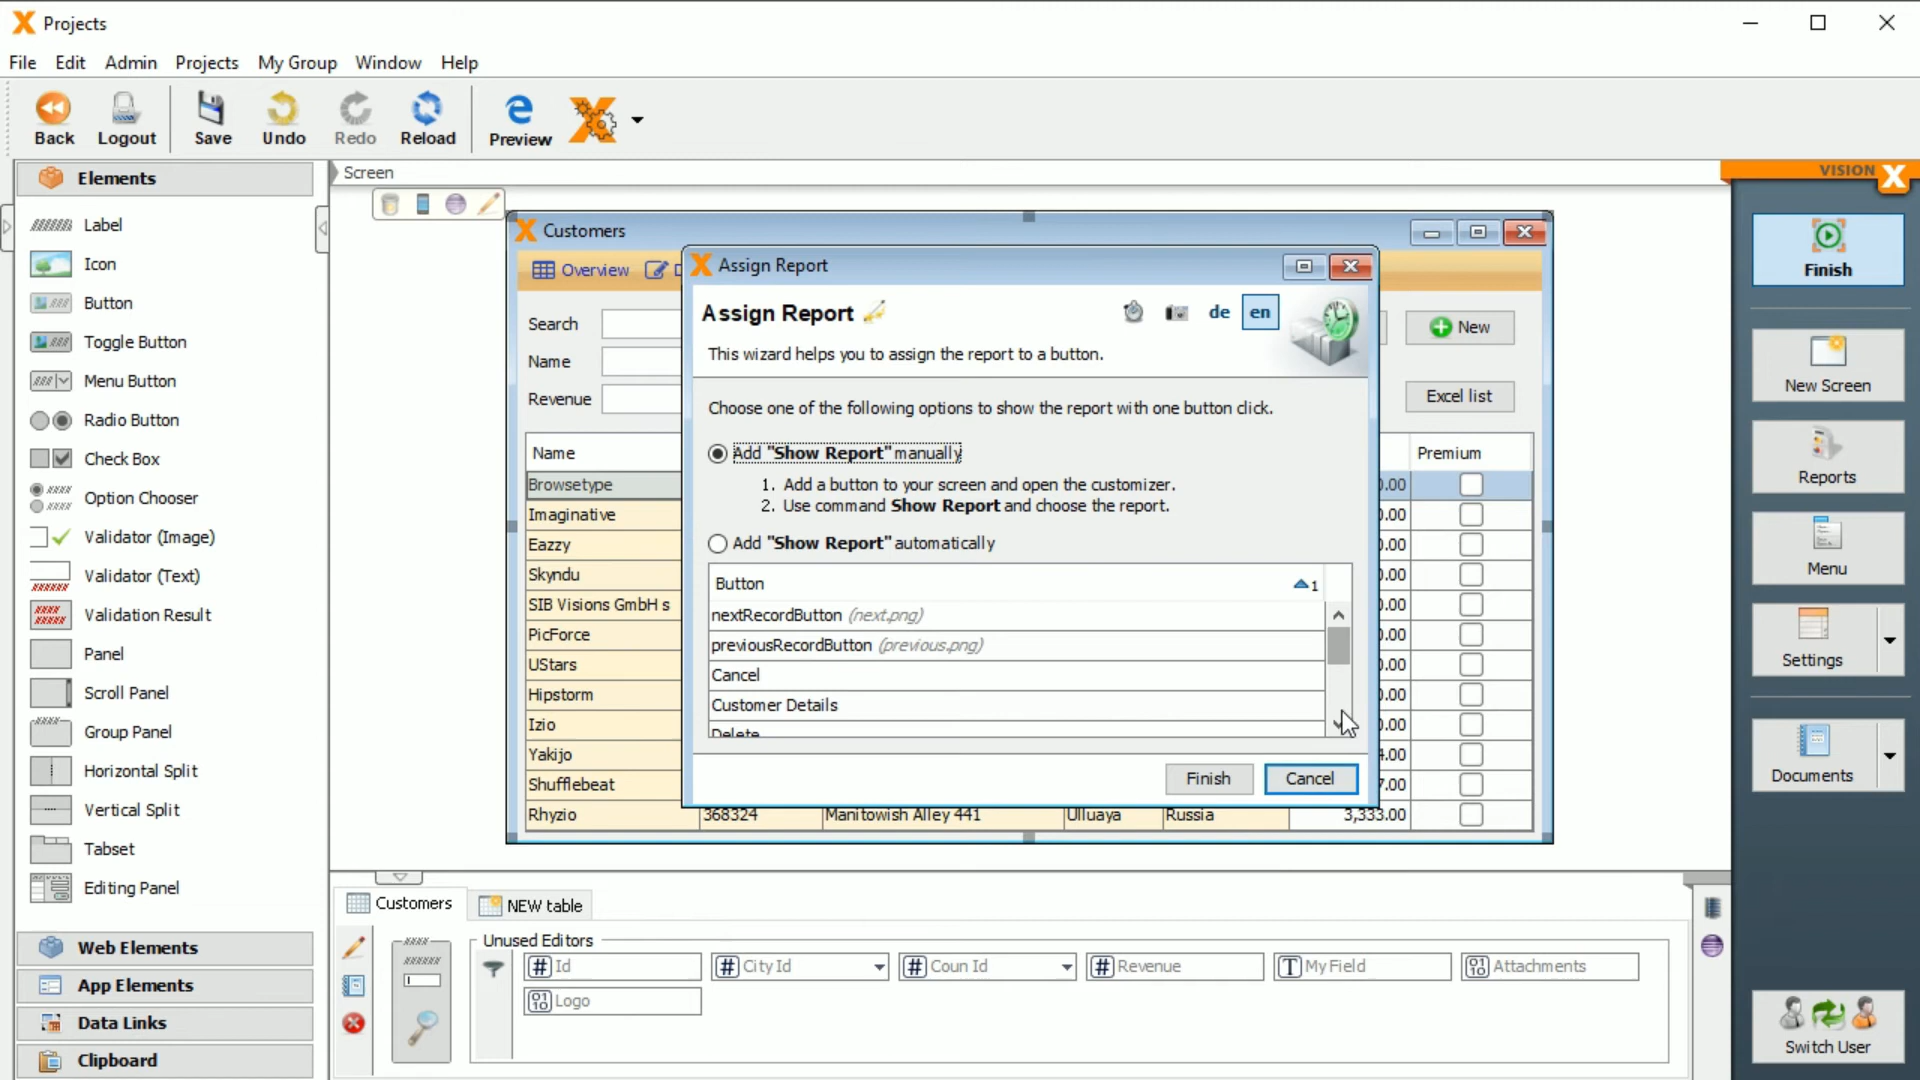 Projects
File Edit Admin Projects My Group Window Help
Back Logout Save Undo Redo Reload Preview
Elements
Label
Icon
Button
Toggle Button
Menu Button
Radio Button
Check Box
Option Chooser
Validator (Image)
Validator (Text)
Validation Result
Panel
Scroll Panel
Group Panel
Horizontal Split
Vertical Split
Tabset
Editing Panel
Web Elements
App Elements
Data Links
Clipboard
Screen
Customers
Overview
Search
Name
Revenue
New
Excel list
Name
Premium
Browsetype
Imaginative
Eazzy
Skyndu
SIB Visions GmbH s
PicForce
UStars
Hipstorm
Izio
Yakijo
Shufflebeat
Rhyzio 368324 Manitowish Alley 441 Ulluaya Russia 3,333.00
Assign Report
Assign Report
de en
This wizard helps you to assign the report to a button.
Choose one of the following options to show the report with one button click.
Add "Show Report" manually
1. Add a button to your screen and open the customizer.
2. Use command Show Report and choose the report.
Add "Show Report" automatically
Button 1
nextRecordButton (next.png)
previousRecordButton (previous.png)
Cancel
Customer Details
Delete
Finish Cancel
Customers NEW table
Unused Editors
# Id # City Id # Coun Id # Revenue T MyField Attachments
Logo
VISION X
Finish
New Screen
Reports
Menu
Settings
Documents
Switch User